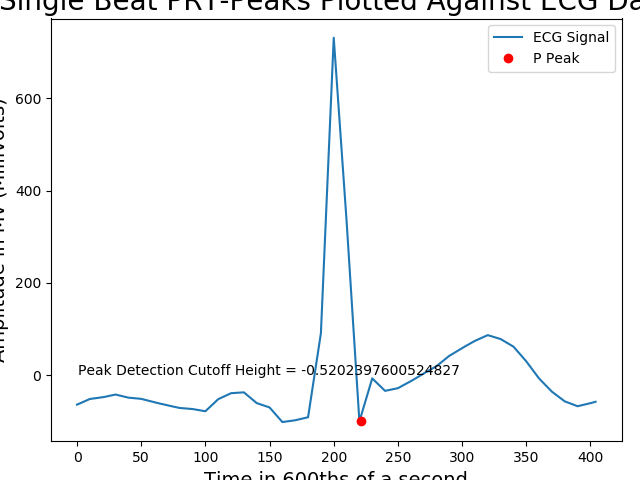 Single Beat PRT-Peaks Plotted Against ECG Da
ECG Signal
P Peak
600
400
200
0
Amplitude in MV (Millivolts)
Peak Detection Cutoff Height = -0.5202397600524827
0 50 100 150 200 250 300 350 400
Time in 600ths of a second